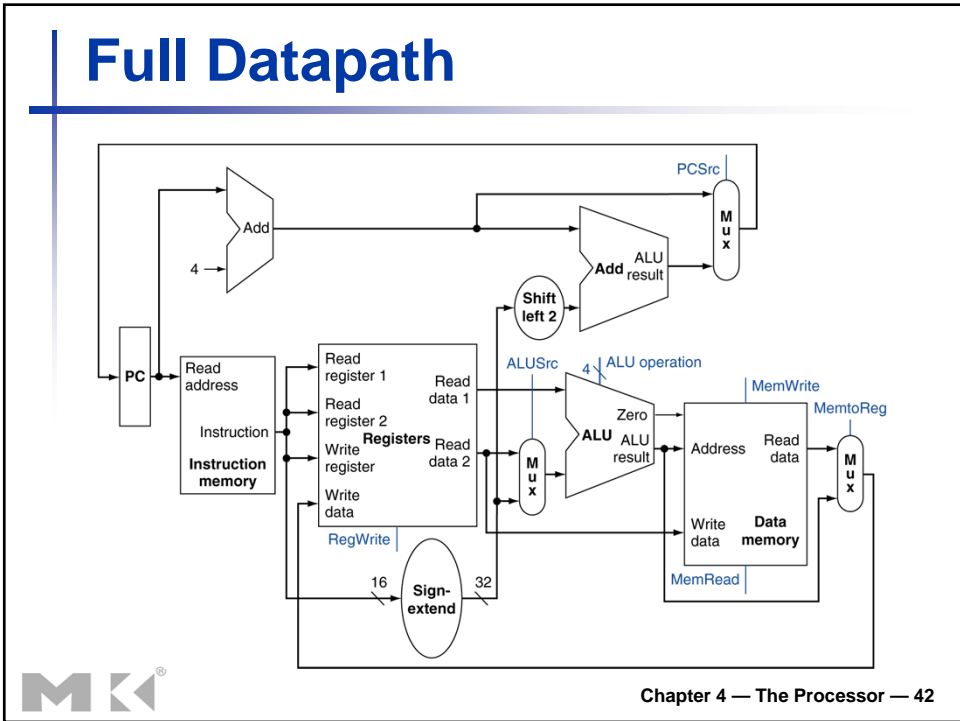 Full Datapath
PCSrc
M
u
x
Add
4
Add
ALU
result
Shift
left 2
PC
Read
address
Instruction
Instruction
memory
Read
register 1
Read
register 2
Write
register
Write
data
Registers
Read
data 1
Read
data 2
RegWrite
16
Sign-
extend
32
ALUSrc
M
u
x
4
ALU operation
Zero
ALU
ALU
result
MemWrite
Address
Read
data
Write
data
Data
memory
MemRead
MemtoReg
M
u
x
MK®
Chapter 4 — The Processor — 42